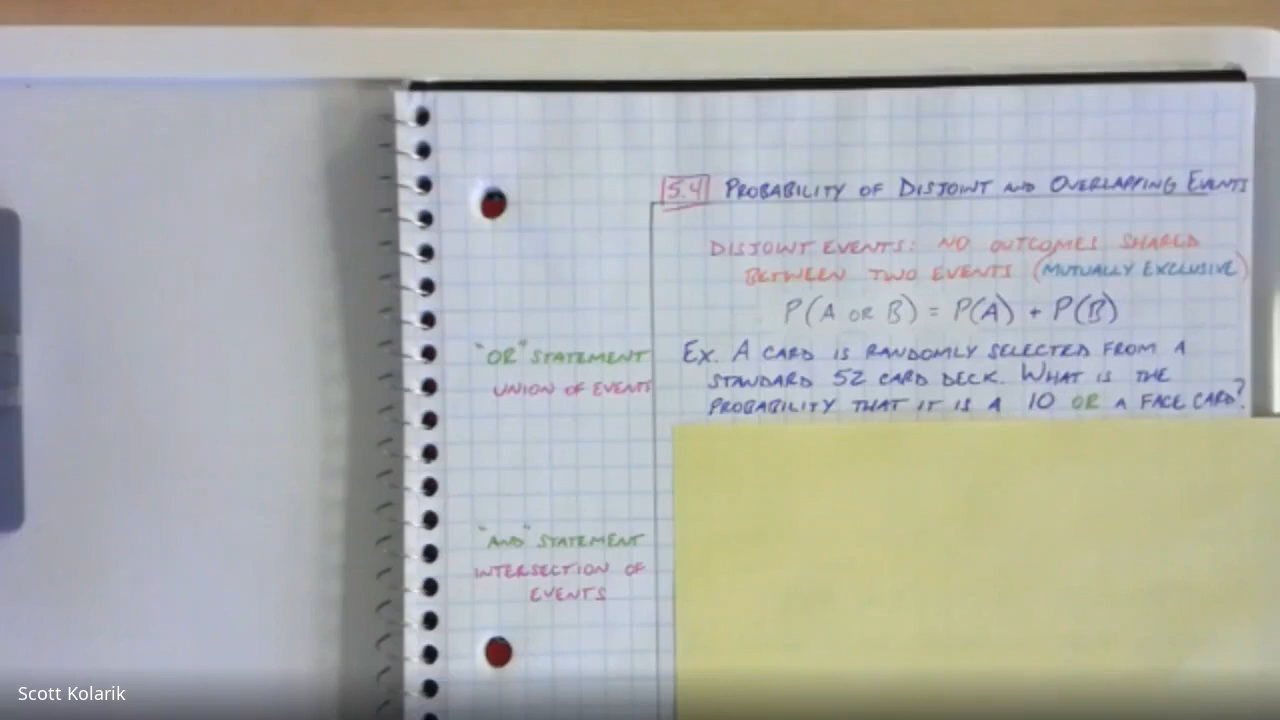 5.4 PROBABILITY OF DISJOINT AND OVERLAPPING EVENTS
DISJOINT EVENTS: NO OUTCOMES SHARED
BETWEEN TWO EVENTS (MUTUALLY EXCLUSIVE)
P(A OR B) = P(A) + P(B)
"OR" STATEMENT
UNION OF EVENTS
EX. A CARD IS RANDOMLY SELECTED FROM A
STANDARD 52 CARD DECK. WHAT IS THE
PROBABILITY THAT IT IS A 10 OR A FACE CARD?
"AND" STATEMENT
INTERSECTION OF
EVENTS
Scott Kolarik